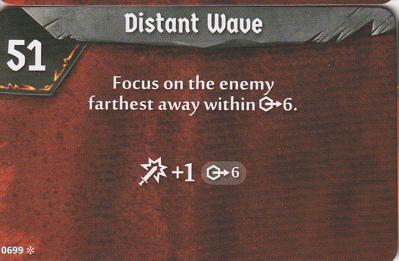 Distant Wave
51
Focus on the enemy
farthest away within 6.
+1 6
0699